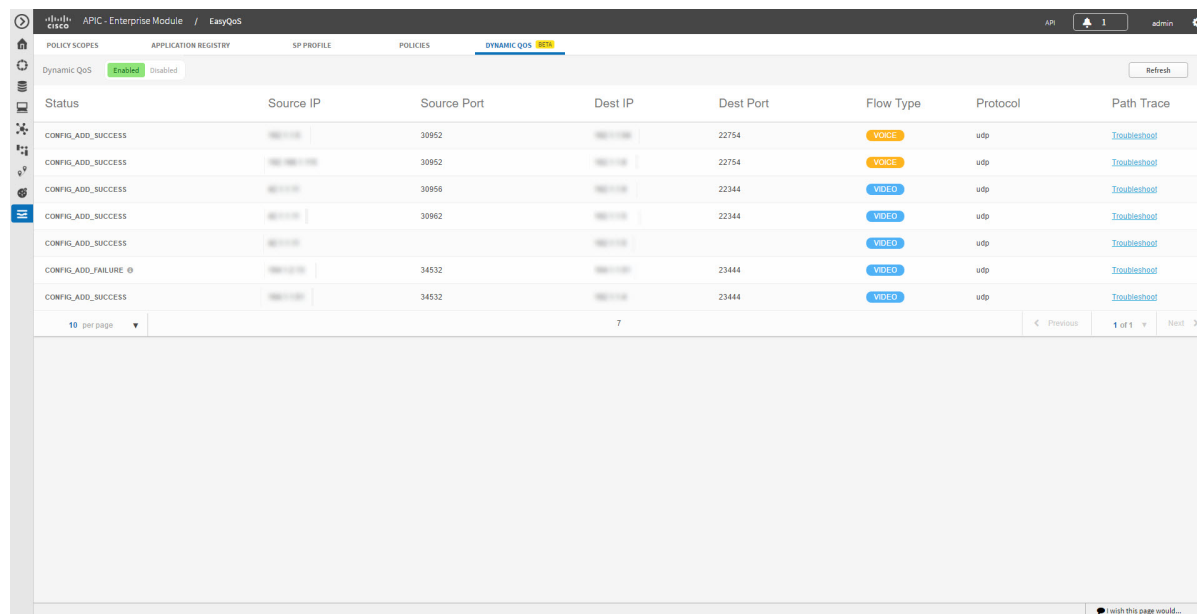 CISCO APIC - Enterprise Module / EasyQoS API 1 admin
POLICY SCOPES APPLICATION REGISTRY SP PROFILE POLICIES DYNAMIC QOS BETA
Dynamic QoS Enabled Disabled Refresh
Status Source IP Source Port Dest IP Dest Port Flow Type Protocol Path Trace
CONFIG_ADD_SUCCESS 30952 22754 VOICE udp Troubleshoot
CONFIG_ADD_SUCCESS 30952 22754 VOICE udp Troubleshoot
CONFIG_ADD_SUCCESS 30956 22344 VIDEO udp Troubleshoot
CONFIG_ADD_SUCCESS 30962 22344 VIDEO udp Troubleshoot
CONFIG_ADD_SUCCESS VIDEO udp Troubleshoot
CONFIG_ADD_FAILURE 34532 23444 VIDEO udp Troubleshoot
CONFIG_ADD_SUCCESS 34532 23444 VIDEO udp Troubleshoot
10 per page 7 Previous 1 of 1 Next
I wish this page would...